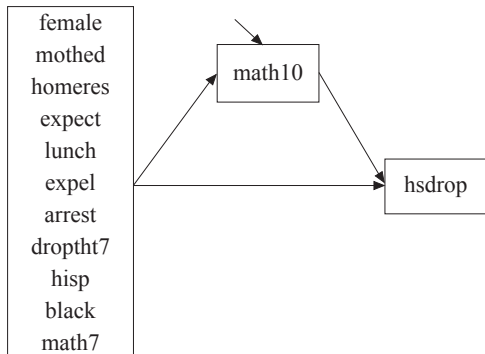 female
mothed
homeres
expect
lunch
expel
arrest
droptht7
hisp
black
math7
math10
hsdrop